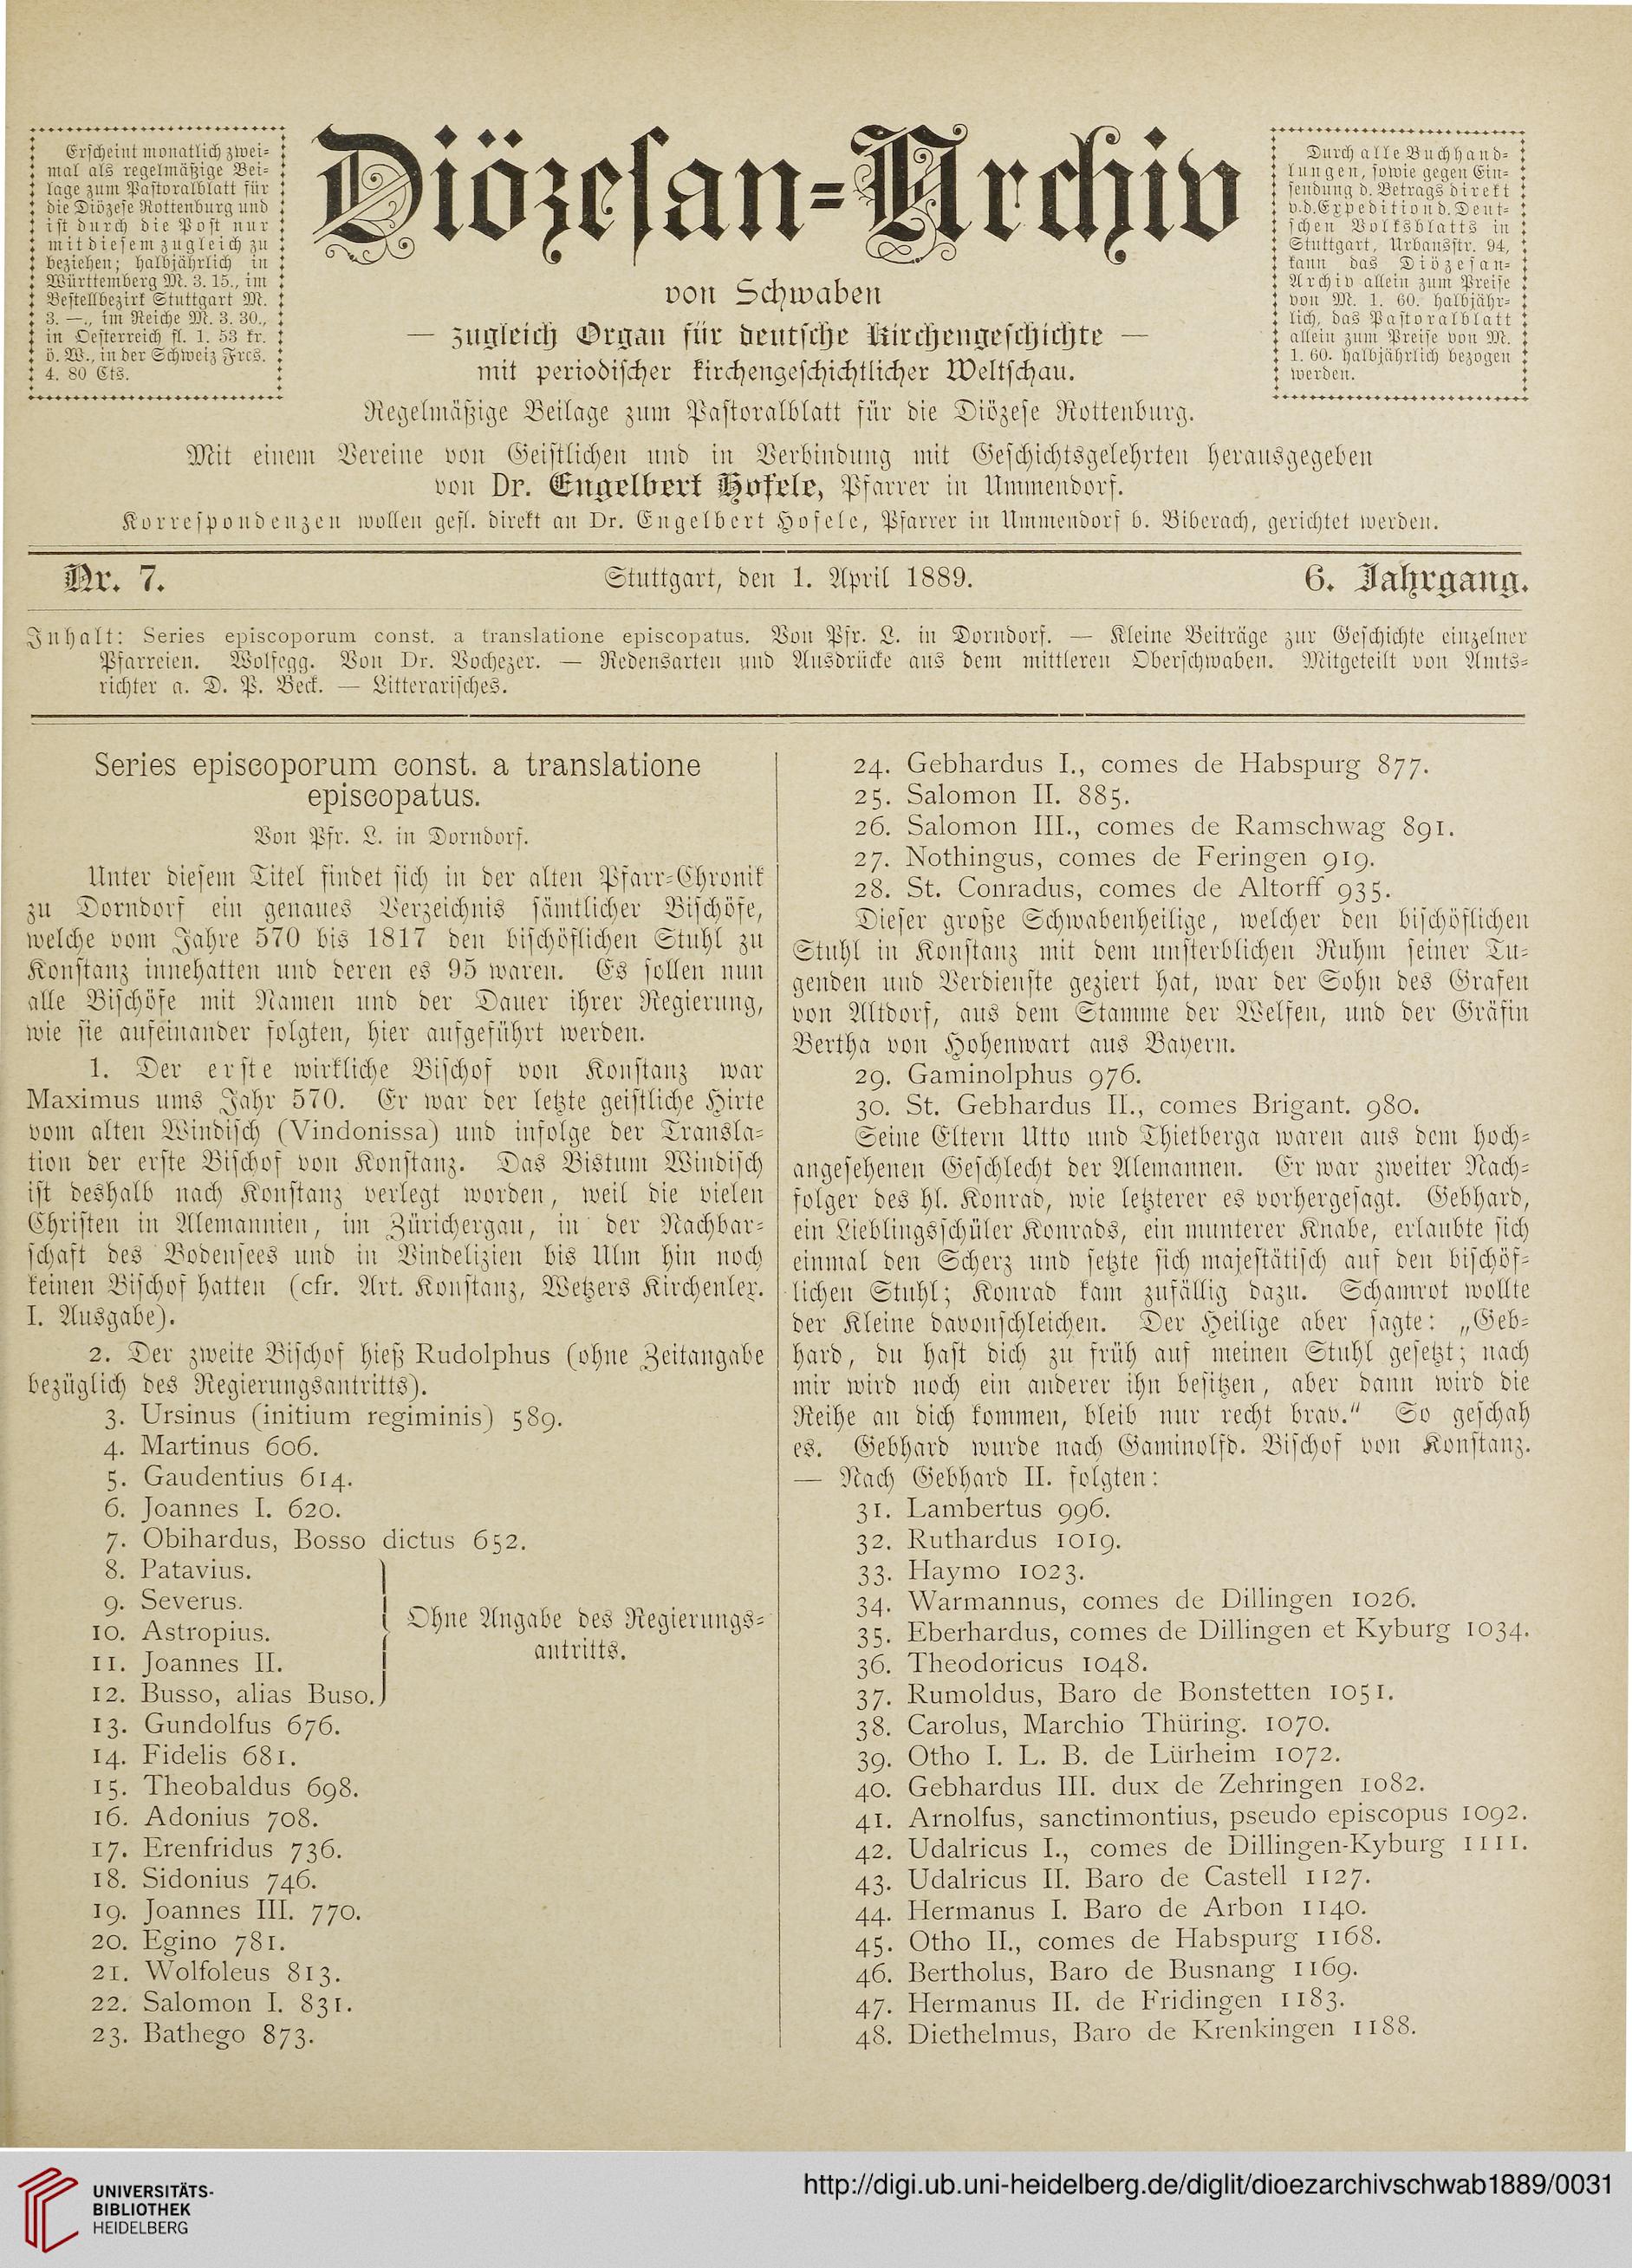 Erscheint monatlich zwei-
mal als regelmäßige Bei-
lage zum Pastoralblatt für
die Diözese Rottenburg und
ist durch die Post nur
mit diesem zugleich zu
beziehen; halbjährlich in
Württemberg M. 3. 15., im
Bestellbezirk Stuttgart M.
3. —., im Reiche M. 3. 30.,
in Oesterreich fl. 1. 53 kr.
ö. W., in der Schweiz Frcs.
4. 80 Cts.
Diözesan-Archiv
von Schwaben
— zugleich Organ für deutsche Kirchengeschichte —
mit periodischer kirchengeschichtlicher Weltschau.
Regelmäßige Beilage zum Pastoralblatt für die Diözese Rottenburg.
Durch alle Buchhand-
lungen, sowie gegen Ein-
sendung d. Betrags direkt
v. d. Expedition d. Deut-
schen Volksblatts in
Stuttgart, Urbansstr. 94,
kann das Diözesan-
Archiv allein zum Preise
von M. 1. 60. halbjähr-
lich, das Pastoralblatt
allein zum Preise von M.
1. 60. halbjährlich bezogen
werden.
Mit einem Vereine von Geistlichen und in Verbindung mit Geschichtsgelehrten herausgegeben
von Dr. Engelbert Hofele, Pfarrer in Ummendorf.
Korrespondenzen wollen gefl. direkt an Dr. Engelbert Hofele, Pfarrer in Ummendorf b. Biberach, gerichtet werden.
Nr. 7. Stuttgart, den 1. April 1889. 6. Jahrgang.
Inhalt: Series episcoporum const. a translatione episcopatus. Von Pfr. L. in Dorndorf. — Kleine Beiträge zur Geschichte einzelner
Pfarreien. Wolfegg. Von Dr. Vochezer. — Redensarten und Ausdrücke aus dem mittleren Oberschwaben. Mitgeteilt von Amts-
richter a. D. P. Beck. — Litterarisches.
Series episcoporum const. a translatione
episcopatus.
Von Pfr. L. in Dorndorf.
Unter diesem Titel findet sich in der alten Pfarr-Chronik
zu Dorndorf ein genaues Verzeichnis sämtlicher Bischöfe,
welche vom Jahre 570 bis 1817 den bischöflichen Stuhl zu
Konstanz innehatten und deren es 95 waren. Es sollen nun
alle Bischöfe mit Namen und der Dauer ihrer Regierung,
wie sie aufeinander folgten, hier aufgeführt werden.
1. Der erste wirkliche Bischof von Konstanz war
Maximus ums Jahr 570. Er war der letzte geistliche Hirte
vom alten Windisch (Vindonissa) und infolge der Transla-
tion der erste Bischof von Konstanz. Das Bistum Windisch
ist deshalb nach Konstanz verlegt worden, weil die vielen
Christen in Alemannien, im Zürichergau, in der Nachbar-
schaft des Bodensees und in Vindelizien bis Ulm hin noch
keinen Bischof hatten (cfr. Art. Konstanz, Wetzers Kirchenlex.
I. Ausgabe).
2. Der zweite Bischof hieß Rudolphus (ohne Zeitangabe
bezüglich des Regierungsantritts).
3. Ursinus (initium regiminis) 589.
4. Martinus 606.
5. Gaudentius 614.
6. Joannes I. 620.
7. Obihardus, Bosso dictus 652.
8. Patavius.
9. Severus.
10. Astropius.
11. Joannes II.
12. Busso, alias Buso.
Ohne Angabe des Regierungs-
antritts.
13. Gundolfus 676.
14. Fidelis 681.
15. Theobaldus 698.
16. Adonius 708.
17. Erenfridus 736.
18. Sidonius 746.
19. Joannes III. 770.
20. Egino 781.
21. Wolfoleus 813.
22. Salomon I. 831.
23. Bathego 873.
24. Gebhardus I., comes de Habspurg 877.
25. Salomon II. 885.
26. Salomon III., comes de Ramschwag 891.
27. Nothingus, comes de Feringen 919.
28. St. Conradus, comes de Altorff 935.
Dieser große Schwabenheilige, welcher den bischöflichen
Stuhl in Konstanz mit dem unsterblichen Ruhm seiner Tu-
genden und Verdienste geziert hat, war der Sohn des Grafen
von Altdorf, aus dem Stamme der Welfen, und der Gräfin
Bertha von Hohenwart aus Bayern.
29. Gaminolphus 976.
30. St. Gebhardus II., comes Brigant. 980.
Seine Eltern Utto und Thietberga waren aus dem hoch-
angesehenen Geschlecht der Alemannen. Er war zweiter Nach-
folger des hl. Konrad, wie letzterer es vorhergesagt. Gebhard,
ein Lieblingsschüler Konrads, ein munterer Knabe, erlaubte sich
einmal den Scherz und setzte sich majestätisch auf den bischöf-
lichen Stuhl; Konrad kam zufällig dazu. Schamrot wollte
der Kleine davonschleichen. Der Heilige aber sagte: „Geb-
hard, du hast dich zu früh auf meinen Stuhl gesetzt; nach
mir wird noch ein anderer ihn besitzen, aber dann wird die
Reihe an dich kommen, bleib nur recht brav." So geschah
es. Gebhard wurde nach Gaminolfd. Bischof von Konstanz.
— Nach Gebhard II. folgten:
31. Lambertus 996.
32. Ruthardus 1019.
33. Haymo 1023.
34. Warmannus, comes de Dillingen 1026.
35. Eberhardus, comes de Dillingen et Kyburg 1034.
36. Theodoricus 1048.
37. Rumoldus, Baro de Bonstetten 1051.
38. Carolus, Marchio Thüring. 1070.
39. Otho I. L. B. de Lürheim 1072.
40. Gebhardus III. dux de Zehringen 1082.
41. Arnolfus, sanctimontius, pseudo episcopus 1092.
42. Udalricus I., comes de Dillingen-Kyburg 1111.
43. Udalricus II. Baro de Castell 1127.
44. Hermanus I. Baro de Arbon 1140.
45. Otho II., comes de Habspurg 1168.
46. Bertholus, Baro de Busnang 1169.
47. Hermanus II. de Fridingen 1183.
48. Diethelmus, Baro de Krenkingen 1188.
UNIVERSITÄTS-
BIBLIOTHEK
HEIDELBERG
http://digi.ub.uni-heidelberg.de/diglit/dioezarchivschwab1889/0031